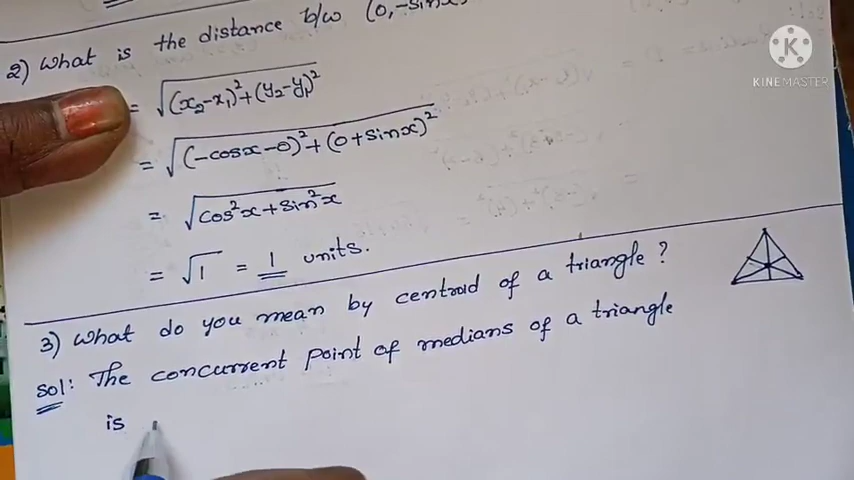 2) What is the distance b/w (0,-sinx,
= √(x₂-x₁)²+(y₂-y₁)²
= √(-cosx-0)²+(0+sinx)²
= √cos²x+sin²x
= √1 = 1 units.
3) What do you mean by centroid of a triangle ?
Sol: The concurrent point of medians of a triangle
is
KINEMASTER